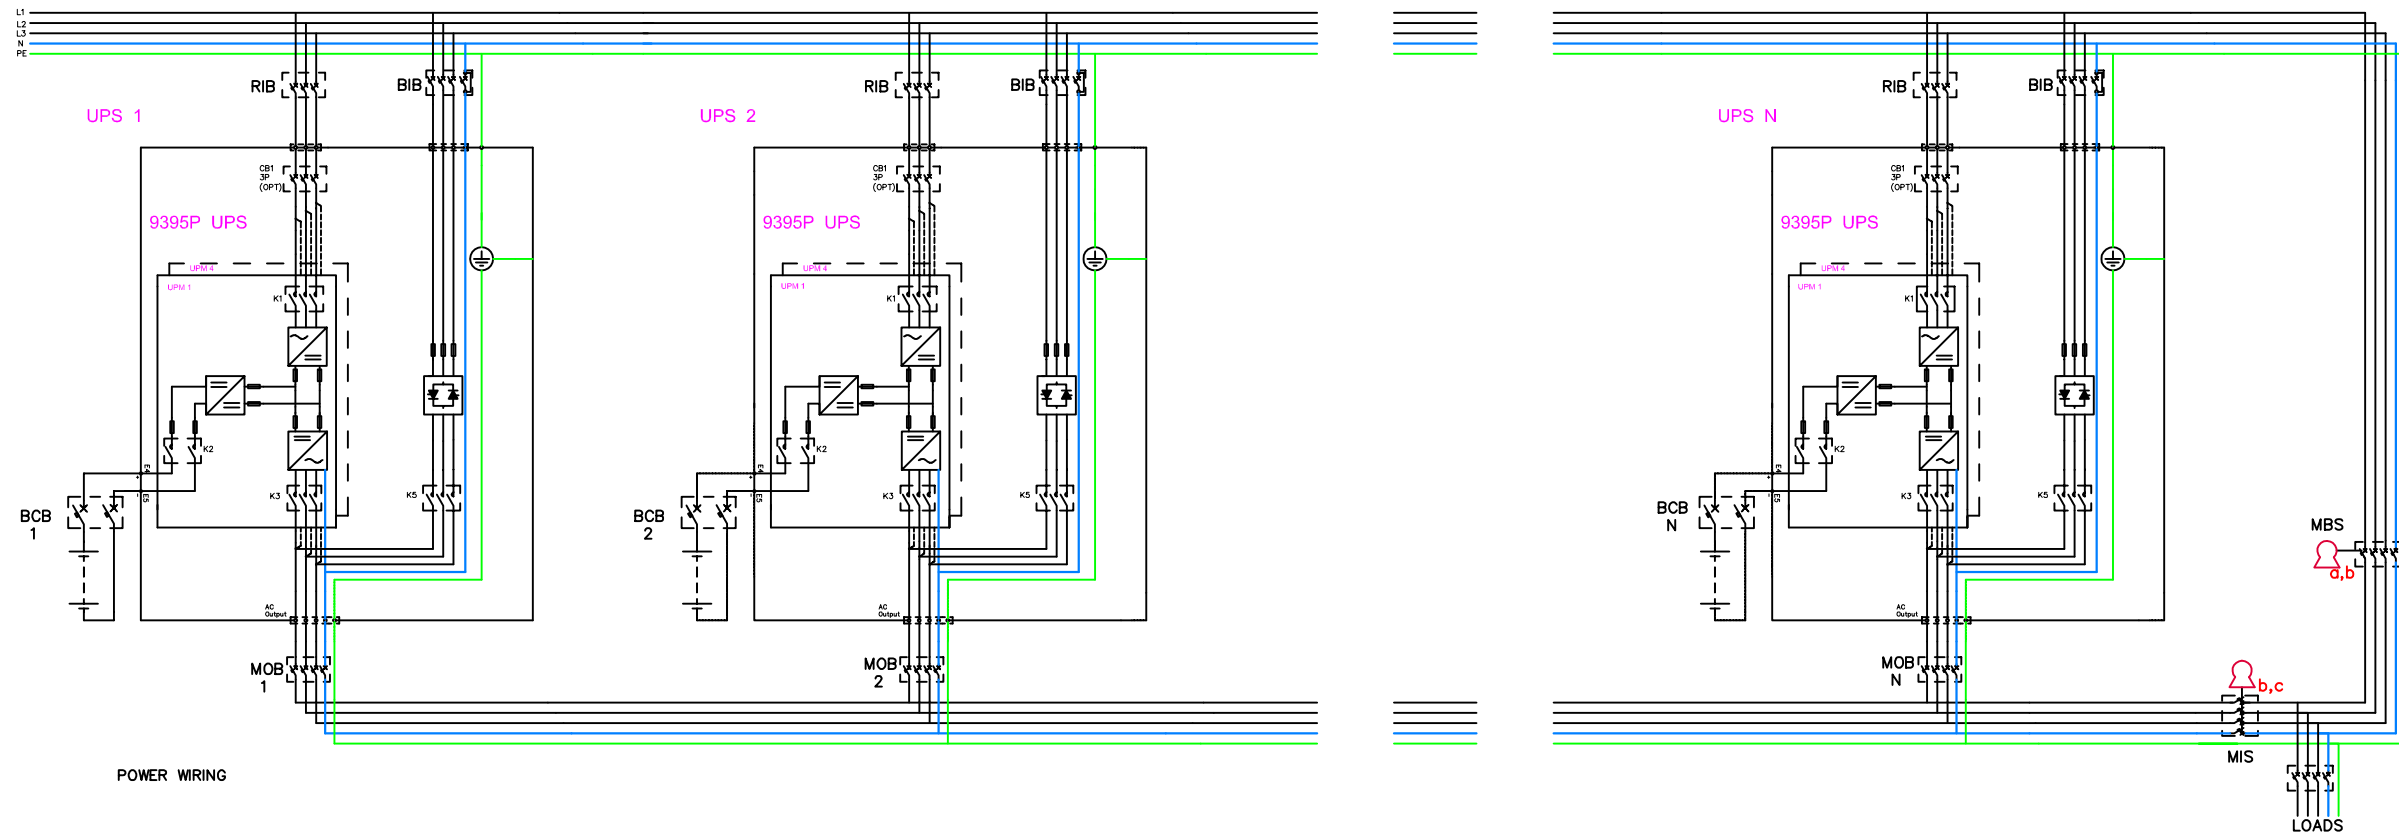 L1
L2
L3
N
PE
RIB
BIB
RIB
BIB
RIB
BIB
UPS 1
UPS 2
UPS N
CB1
3P
(OPT)
CB1
3P
(OPT)
CB1
3P
(OPT)
9395P UPS
9395P UPS
9395P UPS
UPM 4
UPM 1
UPM 4
UPM 1
UPM 4
UPM 1
K1
K1
K1
K2
K2
K2
E4
+
-
E5
E4
+
-
E5
E4
+
-
E5
K3
K5
K3
K5
K3
K5
BCB
1
BCB
2
BCB
N
MBS
a,b
AC
Output
AC
Output
AC
Output
MOB
1
MOB
2
MOB
N
b,c
MIS
POWER WIRING
LOADS